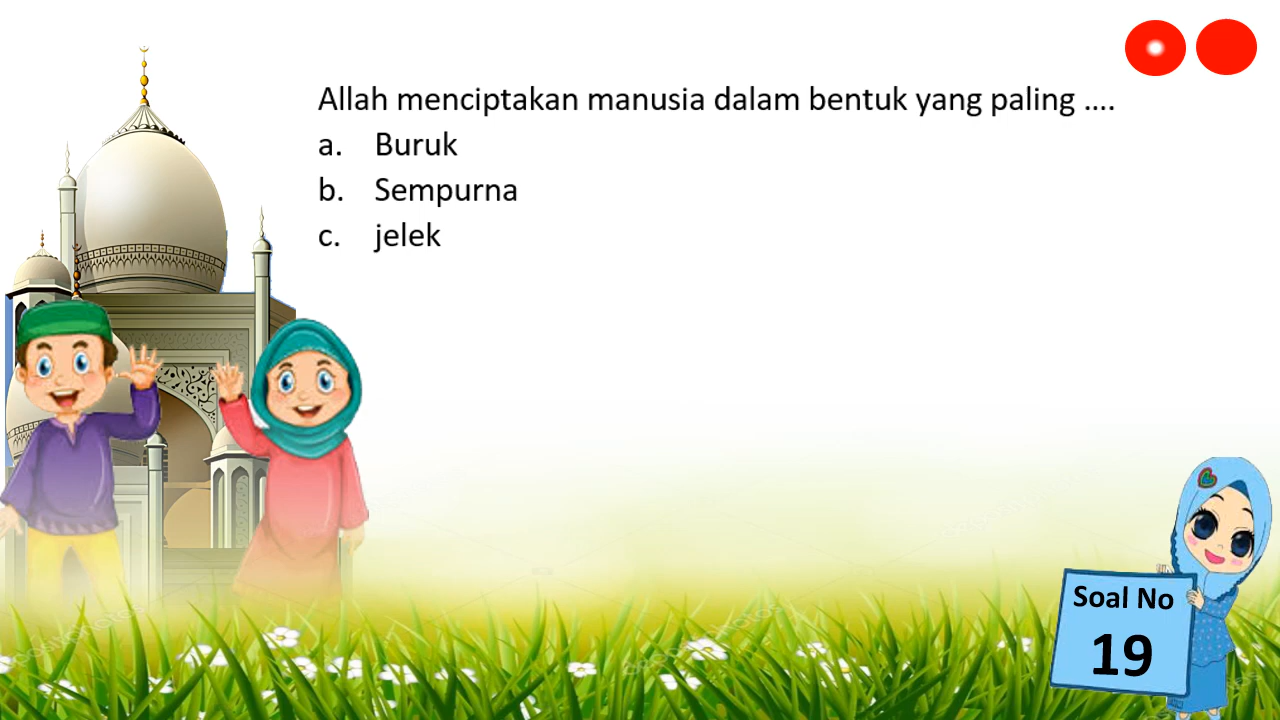 Allah menciptakan manusia dalam bentuk yang paling ....
a. Buruk
b. Sempurna
c. jelek
Soal No
19